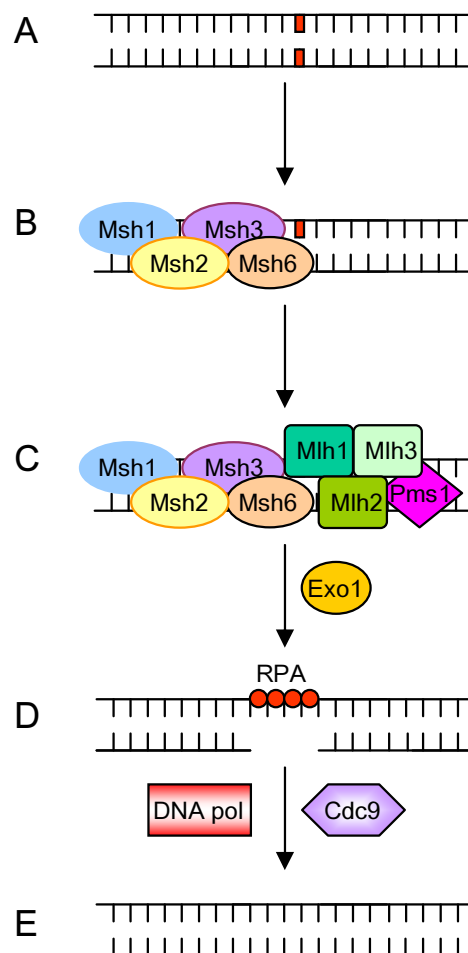 A
B
Msh1 Msh3
Msh2 Msh6
C
Mlh1 Mlh3
Msh1 Msh3
Msh2 Msh6 Mlh2 Pms1
Exo1
RPA
D
DNA pol Cdc9
E